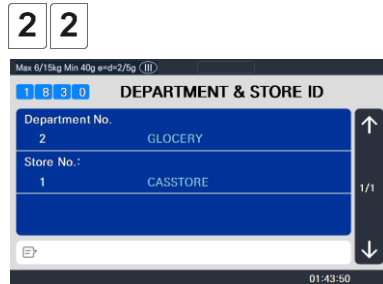 2 2
Max 6/15kg Min 40g e=d=2/5g III
1 8 3 0 DEPARTMENT & STORE ID
Department No.
2 GLOCERY
Store No.:
1 CASSTORE
1/1
01:43:50